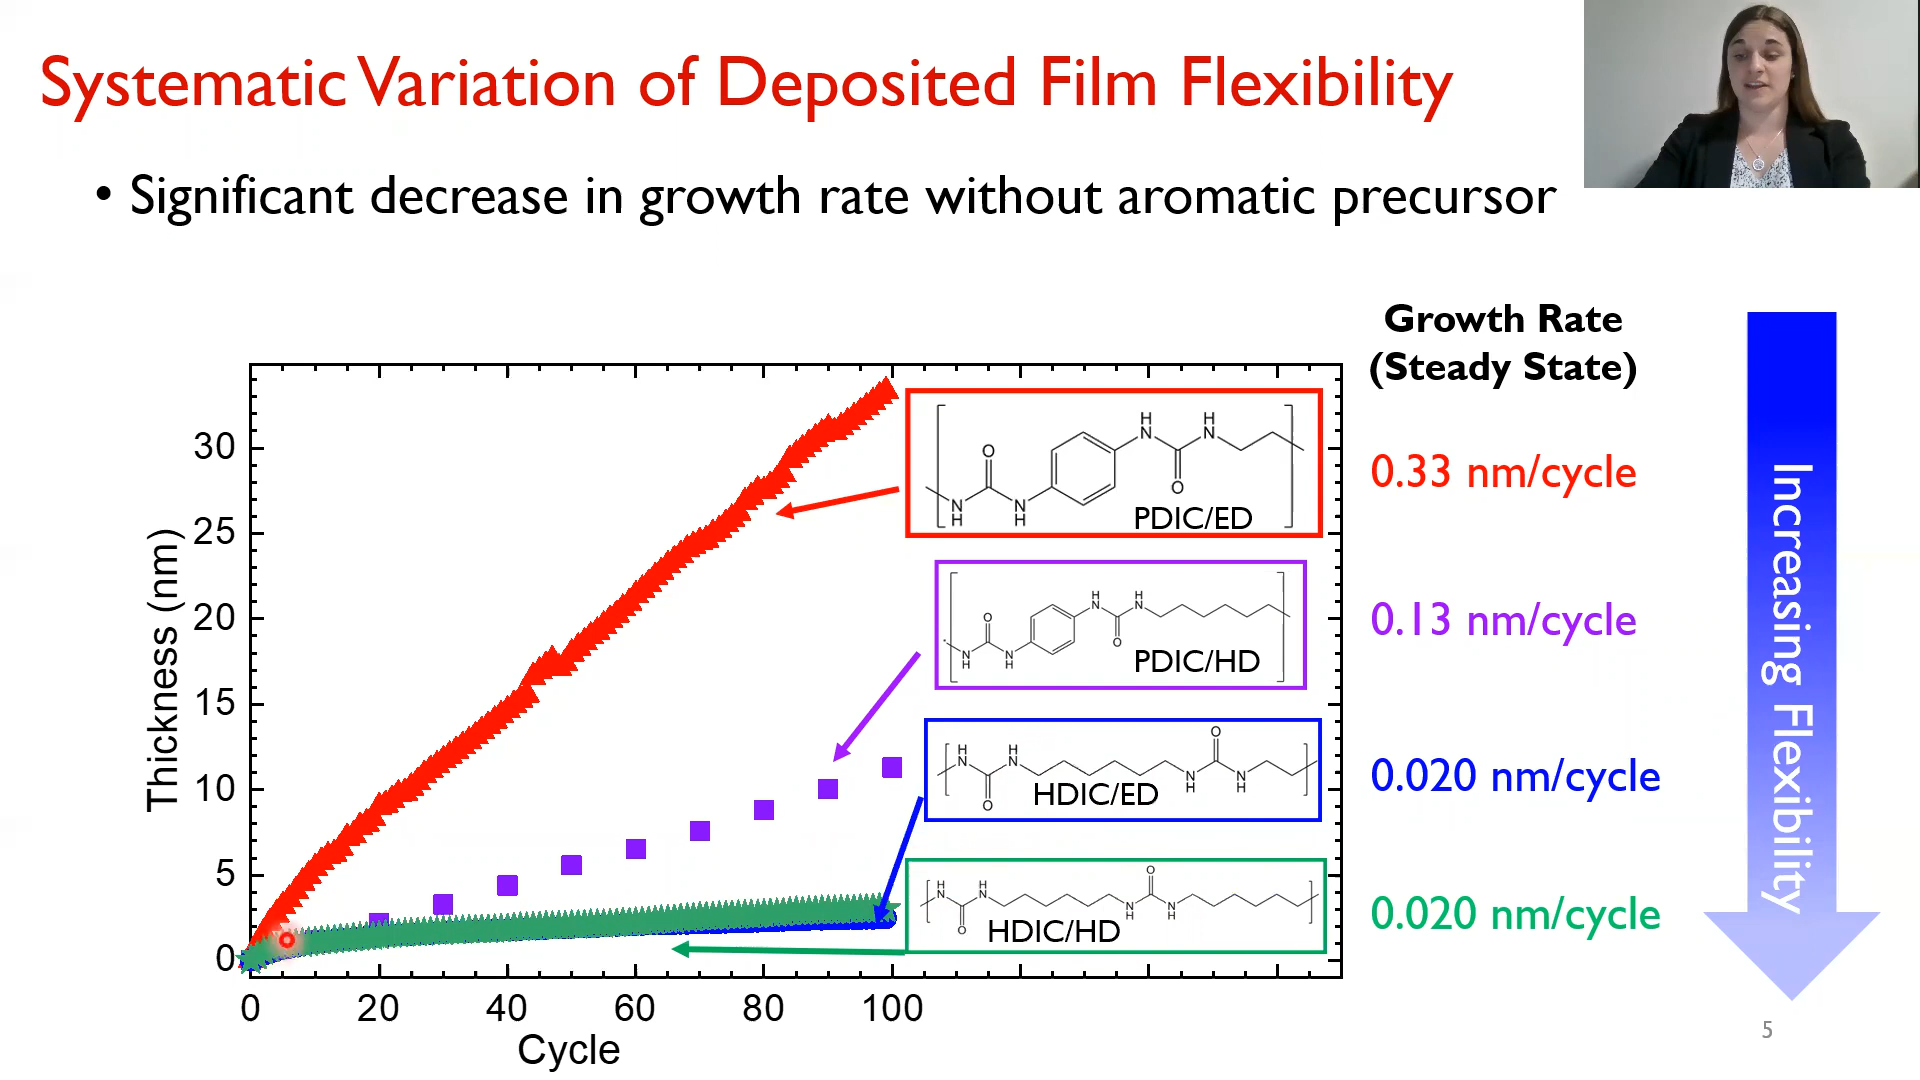 Systematic Variation of Deposited Film Flexibility
• Significant decrease in growth rate without aromatic precursor
Growth Rate
(Steady State)
0.33 nm/cycle
0.13 nm/cycle
0.020 nm/cycle
0.020 nm/cycle
Increasing Flexibility
Thickness (nm)
30
25
20
15
10
5
0
0 20 40 60 80 100
Cycle
O
N
H
N
H
H
N
O
H
N
PDIC/ED
O
N
H
N
H
H
N
O
H
N
PDIC/HD
H
N
O
H
N
N
H
O
N
H
HDIC/ED
H
N
O
H
N
N
H
O
N
H
HDIC/HD
5